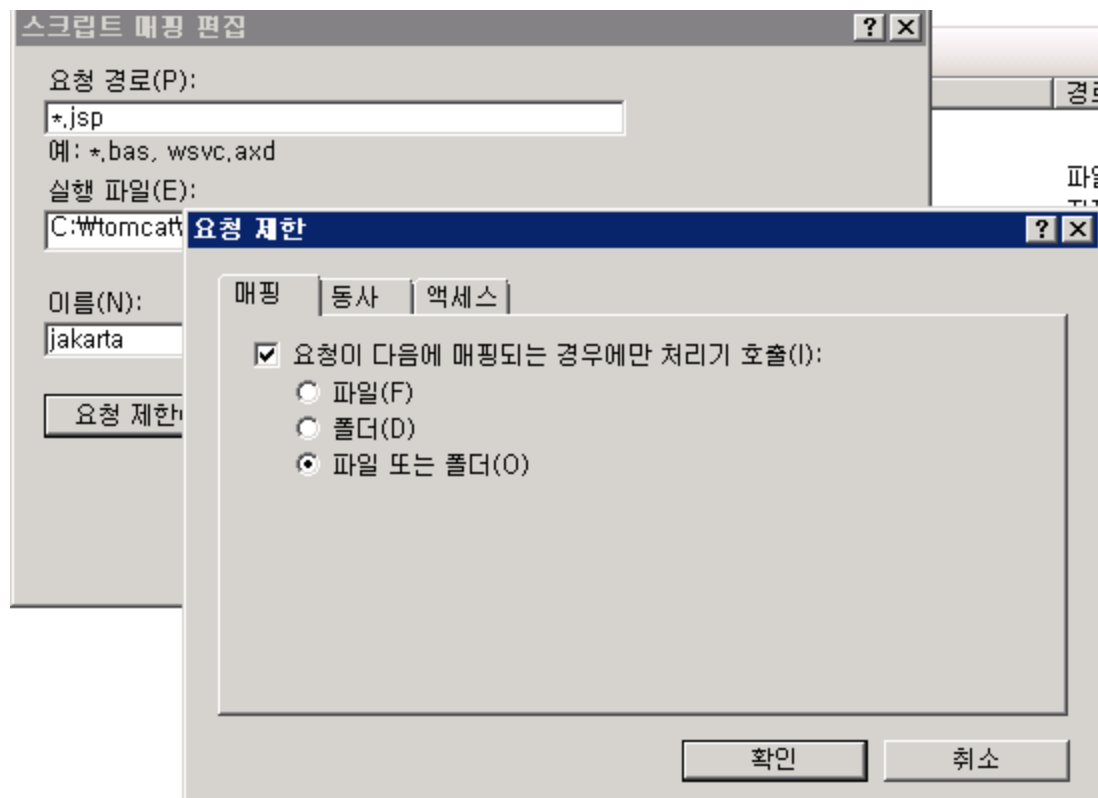 스크립트 매핑 편집
요청 경로(P):
*.jsp
예: *.bas, wsvc.axd
실행 파일(E):
C:₩tomcat₩
이름(N):
jakarta
요청 제한
요청 제한
매핑
동사
액세스
요청이 다음에 매핑되는 경우에만 처리기 호출(I):
파일(F)
폴더(D)
파일 또는 폴더(O)
확인
취소